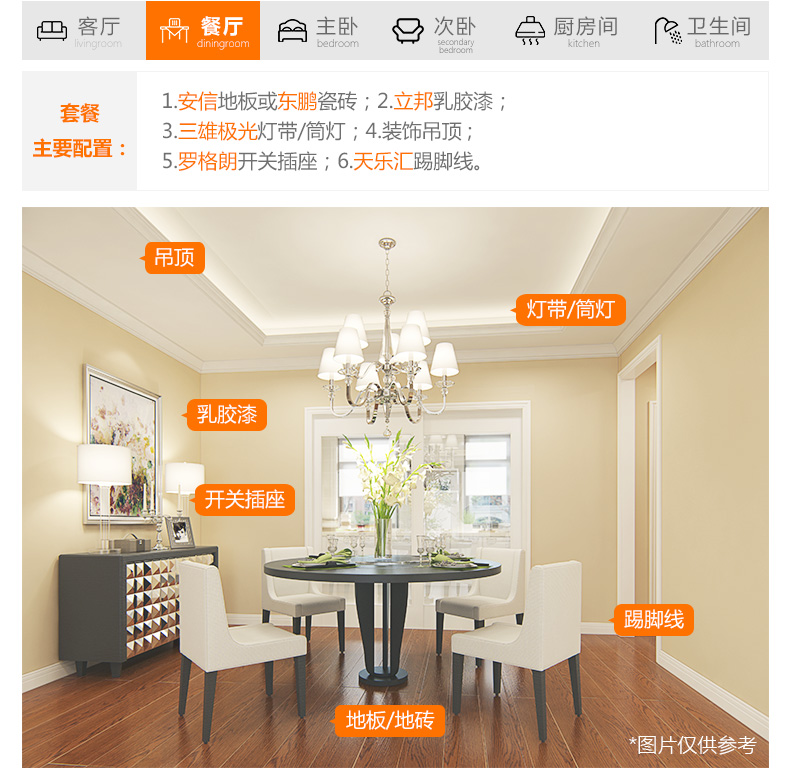 客厅 餐厅 主卧 次卧 厨房间 卫生间
livingroom diningroom bedroom secondary bedroom kitchen bathroom
套餐
主要配置：
1.安信地板或东鹏瓷砖；2.立邦乳胶漆；
3.三雄极光灯带/筒灯；4.装饰吊顶；
5.罗格朗开关插座；6.天乐汇踢脚线。
吊顶
灯带/筒灯
乳胶漆
开关插座
踢脚线
地板/地砖
*图片仅供参考